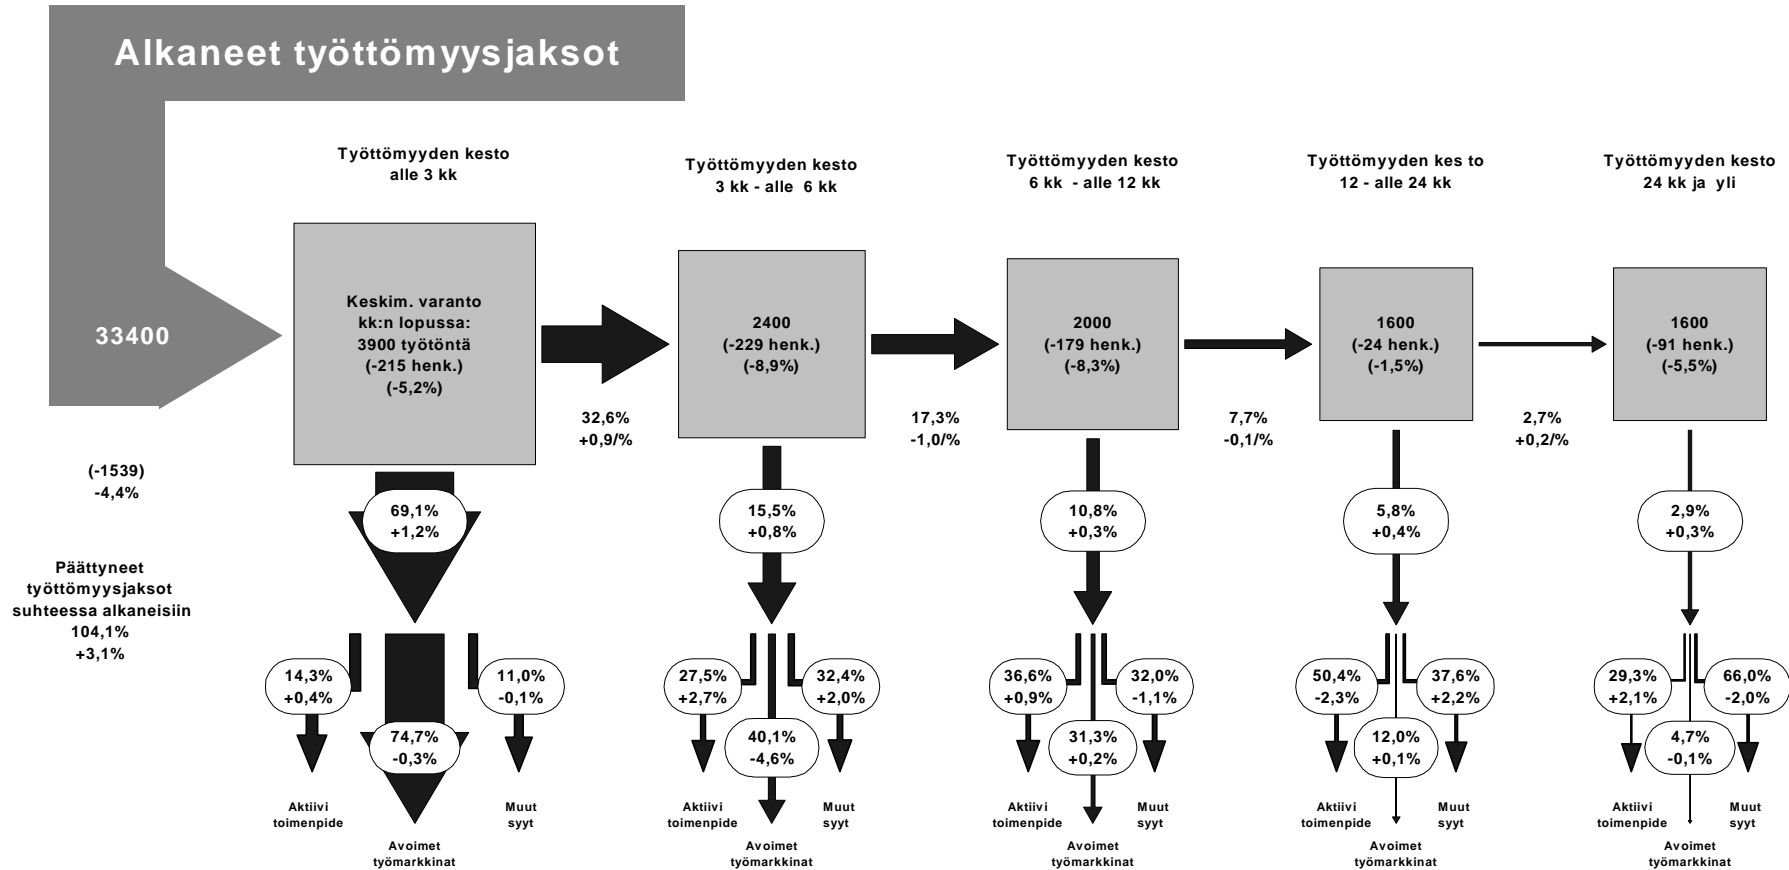 Alkaneet työttömyysjaksot
Työttömyyden kesto
alle 3 kk
Työttömyyden kesto
3 kk - alle 6 kk
Työttömyyden kesto
6 kk - alle 12 kk
Työttömyyden kes to
12 - alle 24 kk
Työttömyyden kesto
24 kk ja yli
33400
Keskim. varanto
kk:n lopussa:
3900 työtöntä
(-215 henk.)
(-5,2%)
2400
(-229 henk.)
(-8,9%)
2000
(-179 henk.)
(-8,3%)
1600
(-24 henk.)
(-1,5%)
1600
(-91 henk.)
(-5,5%)
32,6%
+0,9/%
17,3%
-1,0/%
7,7%
-0,1/%
2,7%
+0,2/%
(-1539)
-4,4%
69,1%
+1,2%
15,5%
+0,8%
10,8%
+0,3%
5,8%
+0,4%
2,9%
+0,3%
Päättyneet
työttömyysjaksot
suhteessa alkaneisiin
104,1%
+3,1%
14,3%
+0,4%
11,0%
-0,1%
74,7%
-0,3%
27,5%
+2,7%
32,4%
+2,0%
40,1%
-4,6%
36,6%
+0,9%
32,0%
-1,1%
31,3%
+0,2%
50,4%
-2,3%
37,6%
+2,2%
12,0%
+0,1%
29,3%
+2,1%
66,0%
-2,0%
4,7%
-0,1%
Aktiivi
toimenpide
Muut
syyt
Avoimet
työmarkkinat
Aktiivi
toimenpide
Muut
syyt
Avoimet
työmarkkinat
Aktiivi
toimenpide
Muut
syyt
Avoimet
työmarkkinat
Aktiivi
toimenpide
Muut
syyt
Avoimet
työmarkkinat
Aktiivi
toimenpide
Muut
syyt
Avoimet
työmarkkinat